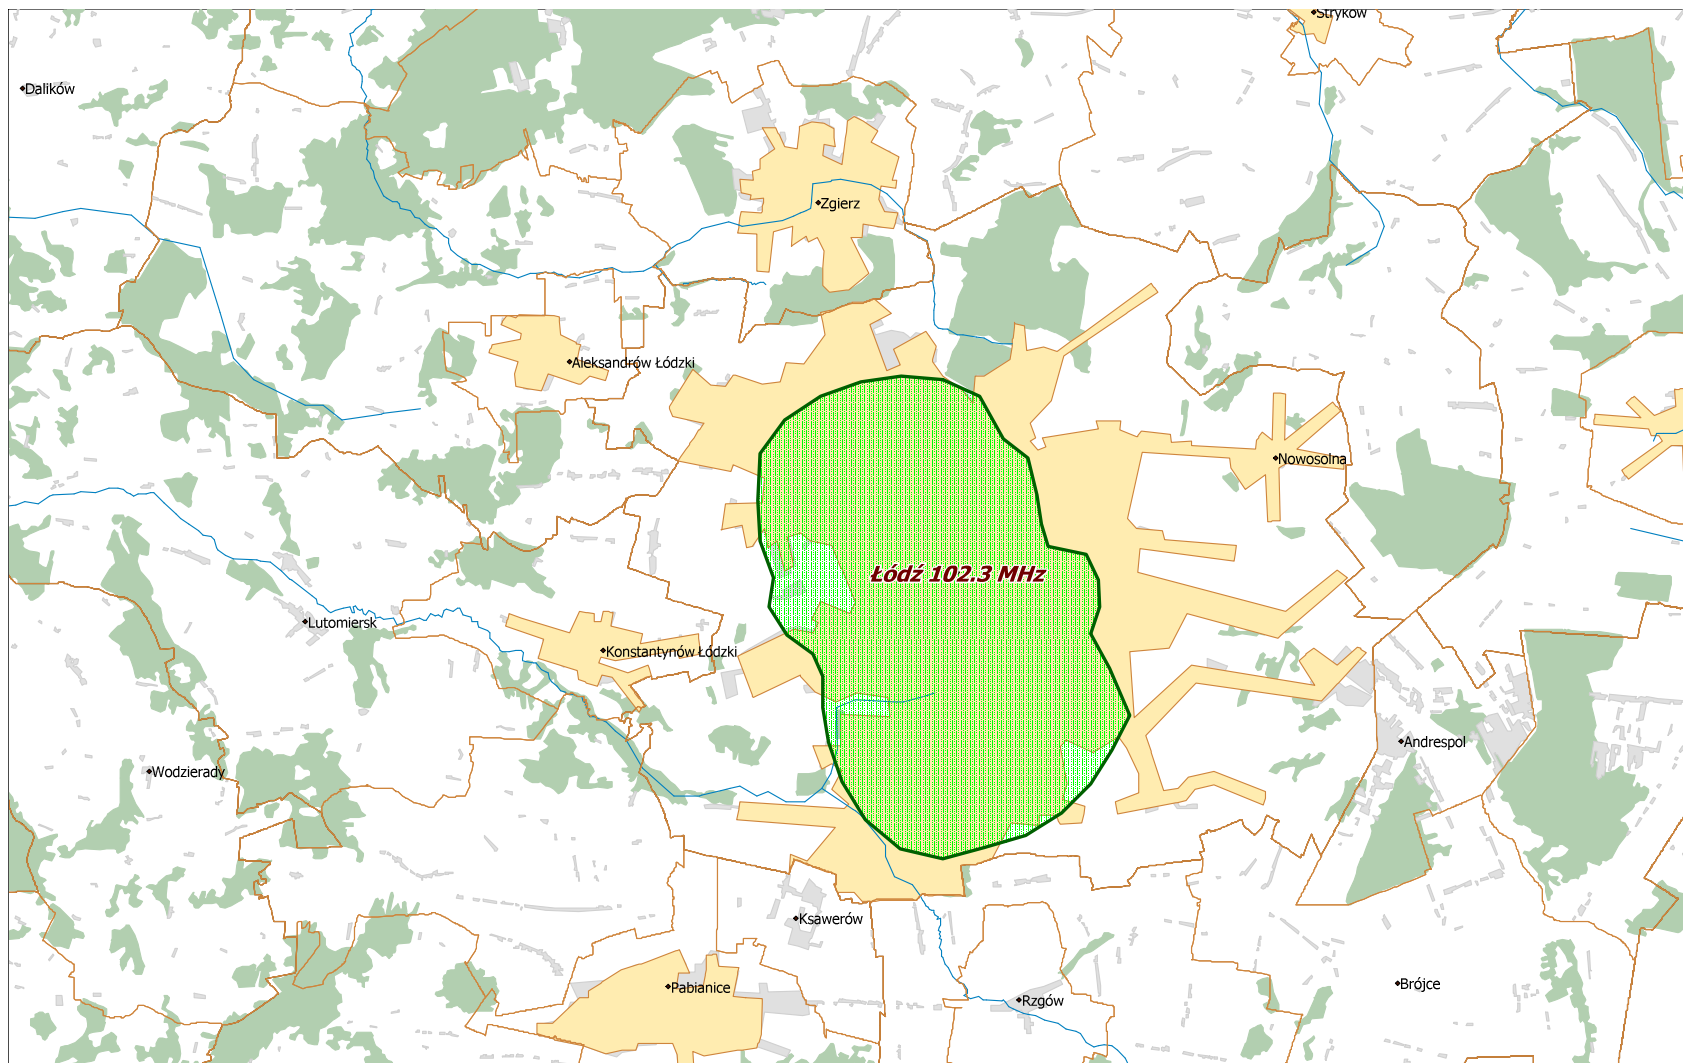 Stryków
Dalików
Zgierz
Aleksandrów Łódzki
Nowosolna
Łódź 102.3 MHz
Lutomiersk
Konstantynów Łódzki
Andrespol
Wodzierady
Ksawerów
Pabianice
Rzgów
Brójce